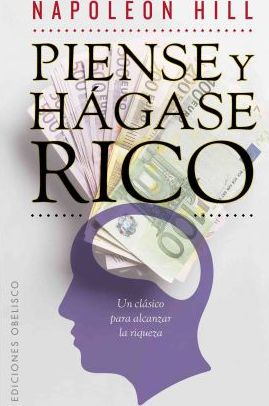 NAPOLEON HILL
PIENSE Y
HÁGASE
RICO
Un clásico
para alcanzar
la riqueza
EDICIONES OBELISCO